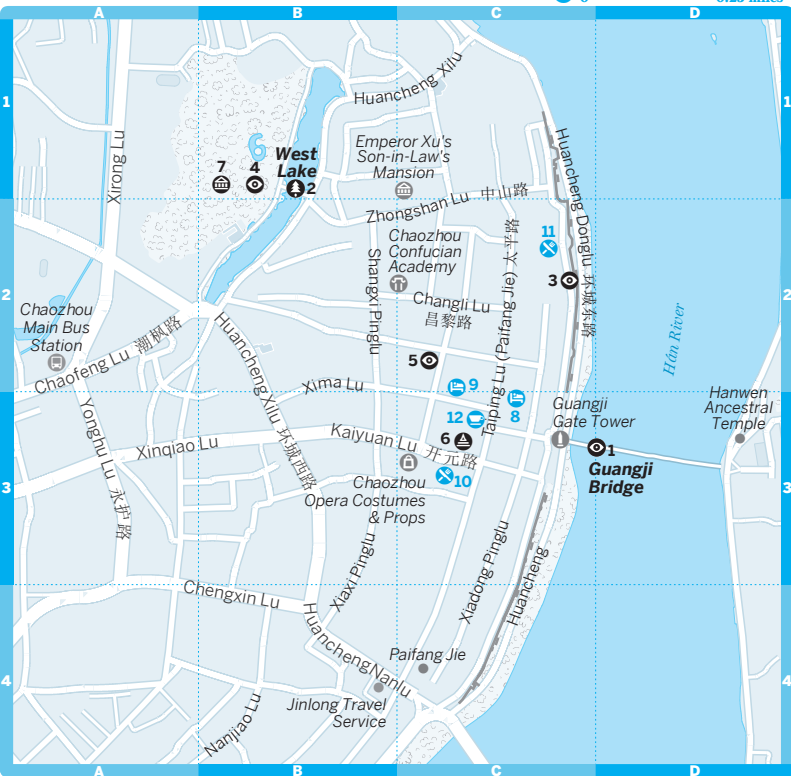 0.25 miles
A
B
C
D
1
1
Huancheng Xilu
6
West
Lake
2
7
4
Emperor Xu's
Son-in-Law's
Mansion
Xirong Lu
Zhongshan Lu 中山路
Huancheng Donglu 环城东路
11
3
Chaozhou
Confucian
Academy
Shangxi Pinglu
Taiping Lu (Paifang Jie) 太平路
2
2
Changli Lu
昌黎路
Hán River
Chaozhou
Main Bus
Station
Chaofeng Lu 潮枫路
Huancheng Xilu 环城西路
5
9
Xima Lu
8
12
6
Guangji
Gate Tower
Hanwen
Ancestral
Temple
1
Guangji
Bridge
Yonghu Lu 永护路
Xinqiao Lu
Kaiyuan Lu 开元路
10
Chaozhou
Opera Costumes
& Props
3
3
Xiaxi Pinglu
Xiadong Pinglu
Huancheng
Chengxin Lu
Huancheng Nanlu
Paifang Jie
Jinlong Travel
Service
Nanjiao Lu
4
4
A
B
C
D